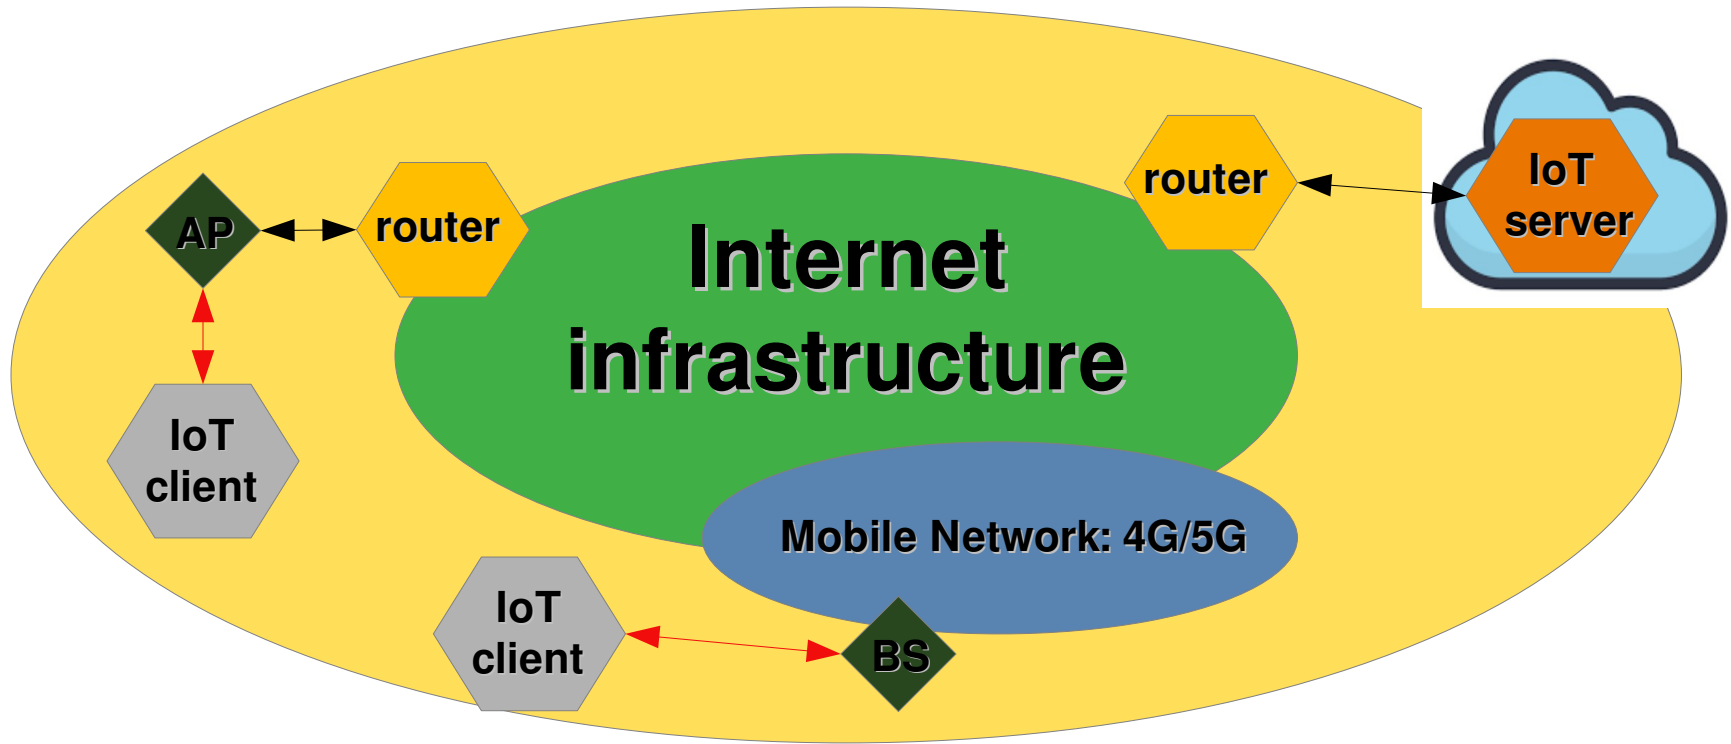 AP
router
Internet
infrastructure
router
IoT
server
IoT
client
Mobile Network: 4G/5G
IoT
client
BS